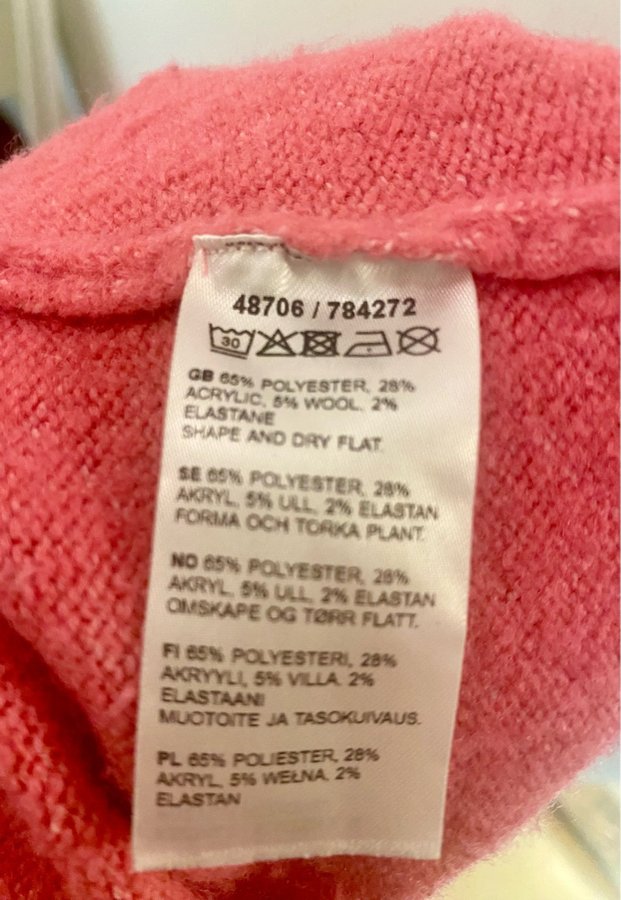 48706 / 784272
30
GB 65% POLYESTER, 28%
ACRYLIC, 5% WOOL, 2%
ELASTANE
SHAPE AND DRY FLAT.
SE 65% POLYESTER, 28%
AKRYL, 5% ULL, 2% ELASTAN
FORMA OCH TORKA PLANT.
NO 65% POLYESTER, 28%
AKRYL, 5% ULL, 2% ELASTAN
OMSKAPE OG TØRR FLATT.
FI 65% POLYESTERI, 28%
AKRYYLI, 5% VILLA, 2%
ELASTAANI
MUOTOITE JA TASOKUIVAUS.
PL 65% POLIESTER, 28%
AKRYL, 5% WEŁNA, 2%
ELASTAN